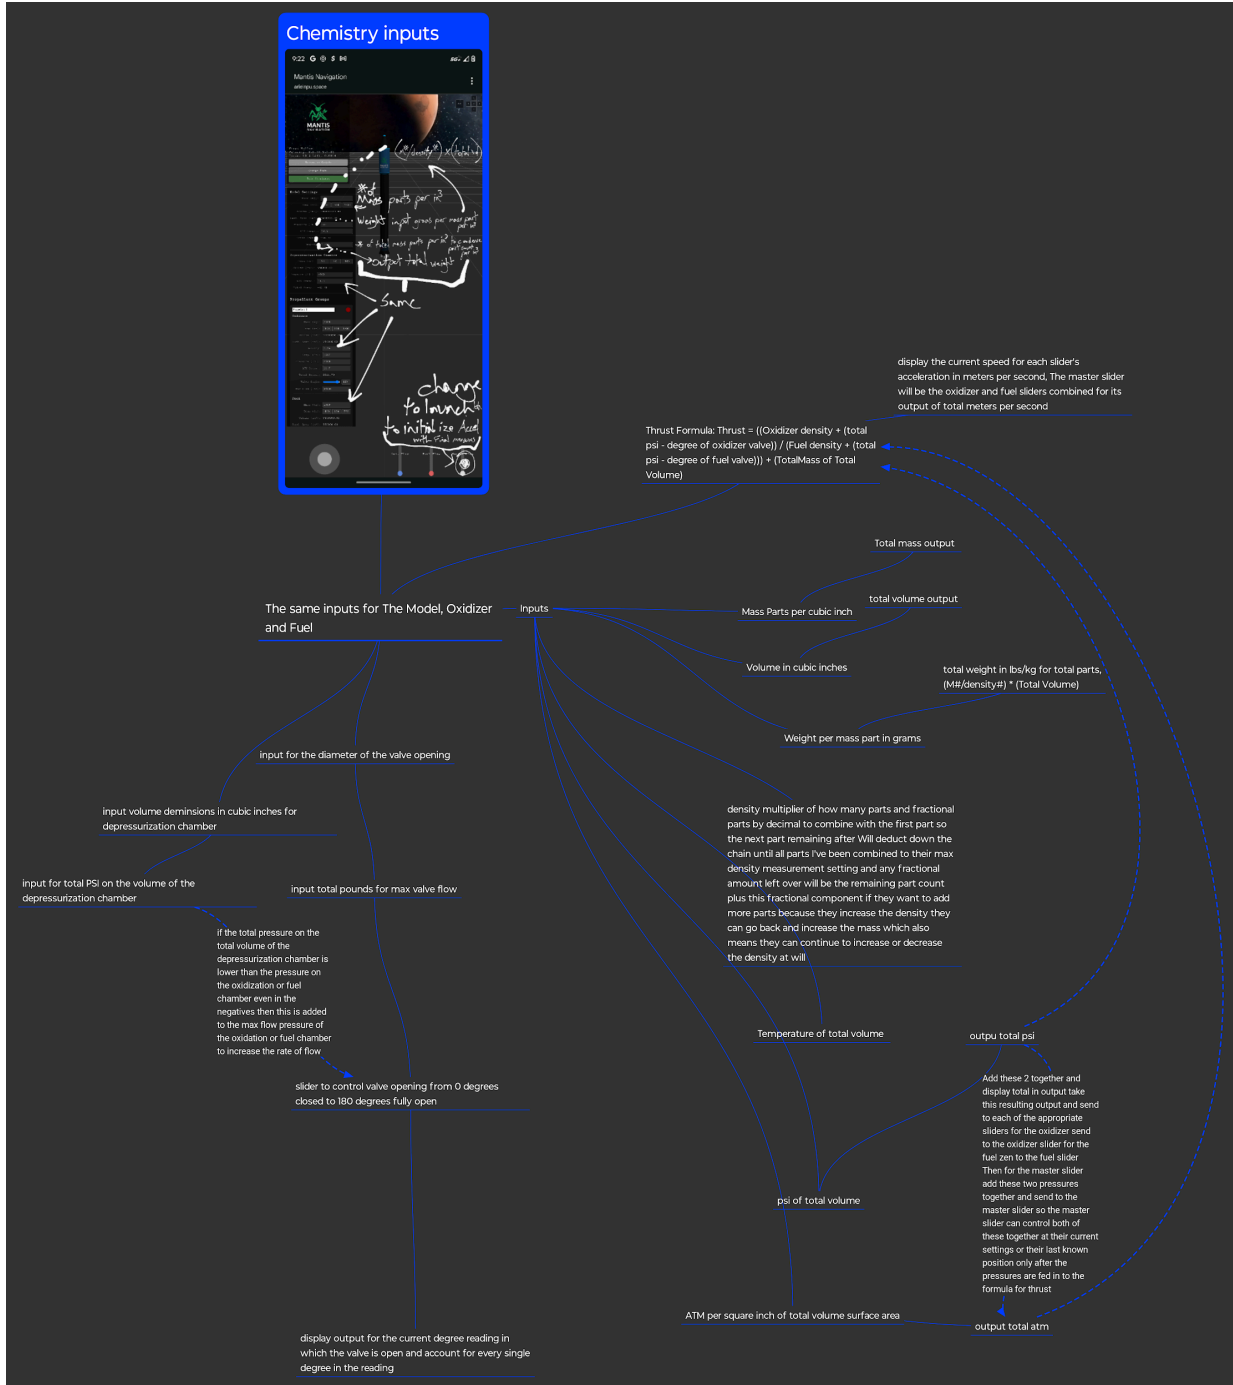 Chemistry inputs
9:22
Mantis Navigation
MANTIS
Mass parts per in³
Weight input grams per mass part
Output total weight
Same
change
to launch
to initialize Accel
display the current speed for each slider's
acceleration in meters per second, The master slider
will be the oxidizer and fuel sliders combined for its
output of total meters per second
Thrust Formula: Thrust = ((Oxidizer density + (total
psi - degree of oxidizer valve)) / (Fuel density + (total
psi - degree of fuel valve))) + (TotalMass of Total
Volume)
Total mass output
total volume output
The same inputs for The Model, Oxidizer
and Fuel
Inputs
Mass Parts per cubic inch
Volume in cubic inches
total weight in lbs/kg for total parts,
(M#/density#) * (Total Volume)
Weight per mass part in grams
input for the diameter of the valve opening
input volume deminsions in cubic inches for
depressurization chamber
input for total PSI on the volume of the
depressurization chamber
input total pounds for max valve flow
if the total pressure on the
total volume of the
depressurization chamber is
lower than the pressure on
the oxidization or fuel
chamber even in the
negatives then this is added
to the max flow pressure of
the oxidation or fuel chamber
to increase the rate of flow
slider to control valve opening from 0 degrees
closed to 180 degrees fully open
display output for the current degree reading in
which the valve is open and account for every single
degree in the reading
density multiplier of how many parts and fractional
parts by decimal to combine with the first part so
the next part remaining after Will deduct down the
chain until all parts I've been combined to their max
density measurement setting and any fractional
amount left over will be the remaining part count
plus this fractional component if they want to add
more parts because they increase the density they
can go back and increase the mass which also
means they can continue to increase or decrease
the density at will
Temperature of total volume
outpu total psi
Add these 2 together and
display total in output take
this resulting output and send
to each of the appropriate
sliders for the oxidizer send
to the oxidizer slider for the
fuel zen to the fuel slider
Then for the master slider
add these two pressures
together and send to the
master slider so the master
slider can control both of
these together at their current
settings or their last known
position only after the
pressures are fed in to the
formula for thrust
psi of total volume
ATM per square inch of total volume surface area
output total atm